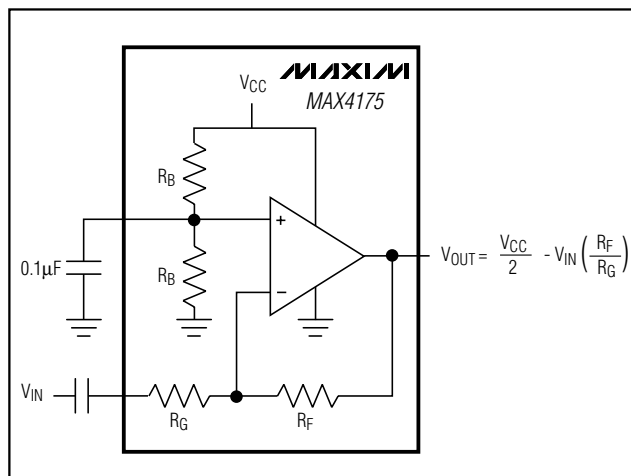 MAXIM
MAX4175
VCC
RB
+
0.1μF
RB
−
VOUT = VCC/2 - VIN (RF/RG)
VIN
RG
RF